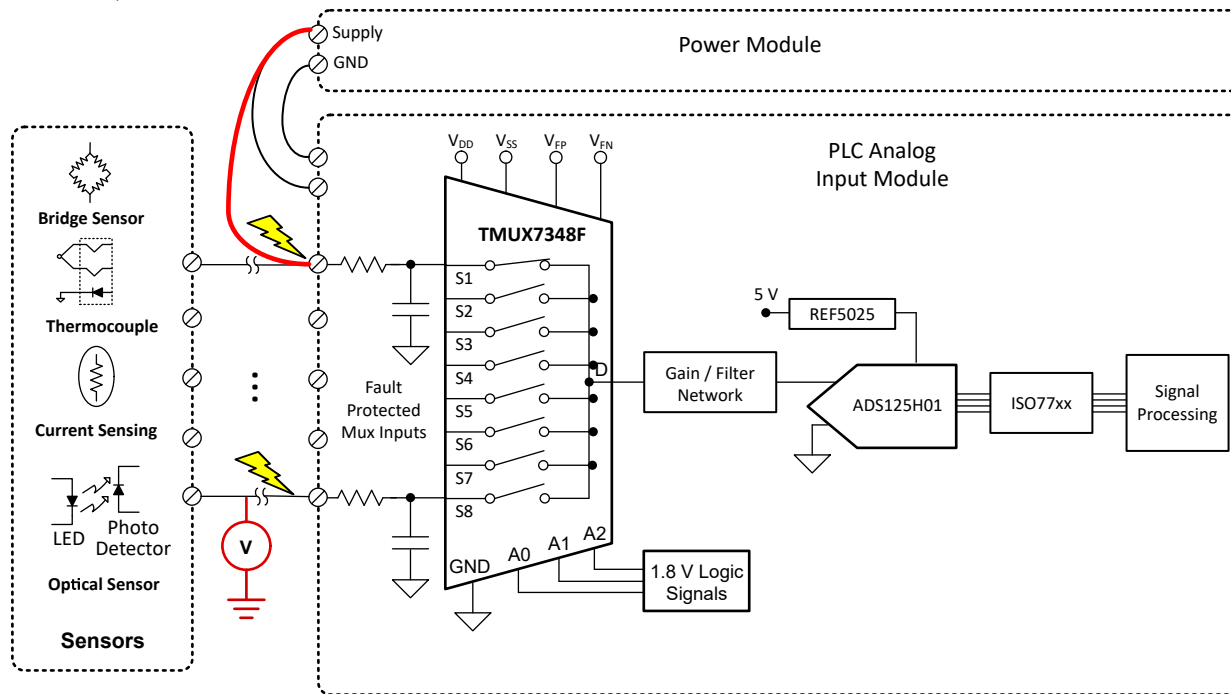 Supply
GND
Power Module
PLC Analog
Input Module
VDD
VSS
VFP
VFN
TMUX7348F
S1
S2
S3
S4
S5
S6
S7
S8
D
GND
A0
A1
A2
Bridge Sensor
Thermocouple
Current Sensing
LED
Photo
Detector
Optical Sensor
Sensors
V
Fault
Protected
Mux Inputs
Gain / Filter
Network
5 V
REF5025
ADS125H01
ISO77xx
Signal
Processing
1.8 V Logic
Signals